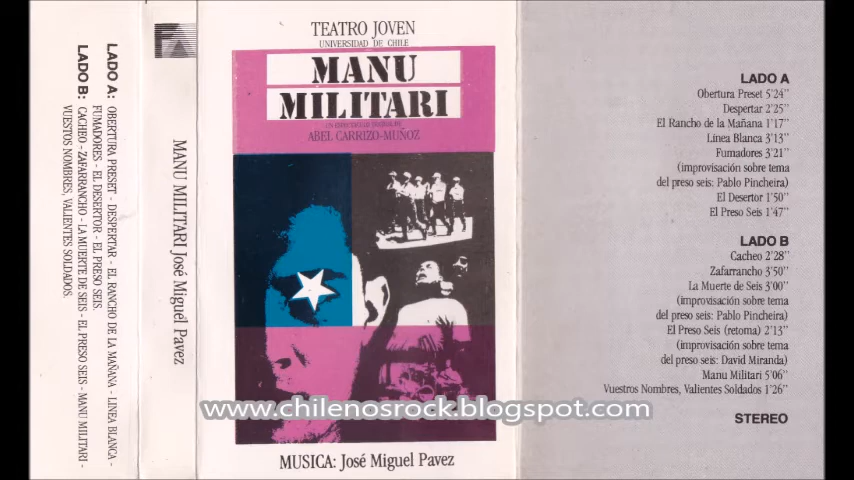 LADO A: OBERTURA PRESET - DESPERTAR - EL RANCHO DE LA MAÑANA - LINEA BLANCA -
FUMADORES - EL DESERTOR - EL PRESO SEIS.
LADO B: CACHEO - ZAFARRANCHO - LA MUERTE DE SEIS - EL PRESO SEIS - MANU MILITARI -
VUESTOS NOMBRES, VALIENTES SOLDADOS.
MANU MILITARI José Miguel Pavez
TEATRO JOVEN
UNIVERSIDAD DE CHILE
MANU
MILITARI
ABEL CARRIZO-MUÑOZ
MUSICA: José Miguel Pavez
LADO A
Obertura Preset 5'24"
Despertar 2'25"
El Rancho de la Mañana 1'17"
Linea Blanca 3'13"
Fumadores 3'21"
(improvisación sobre tema
del preso seis: Pablo Pincheira)
El Desertor 1'50"
El Preso Seis 1'47"
LADO B
Cacheo 2'28"
Zafarrancho 3'50"
La Muerte de Seis 3'00"
(improvisación sobre tema
del preso seis: Pablo Pincheira)
El Preso Seis (retoma) 2'13"
(improvisación sobre tema
del preso seis: David Miranda)
Manu Militari 5'06"
Vuestros Nombres, Valientes Soldados 1'26"
STEREO
www.chilenosrock.blogspot.com